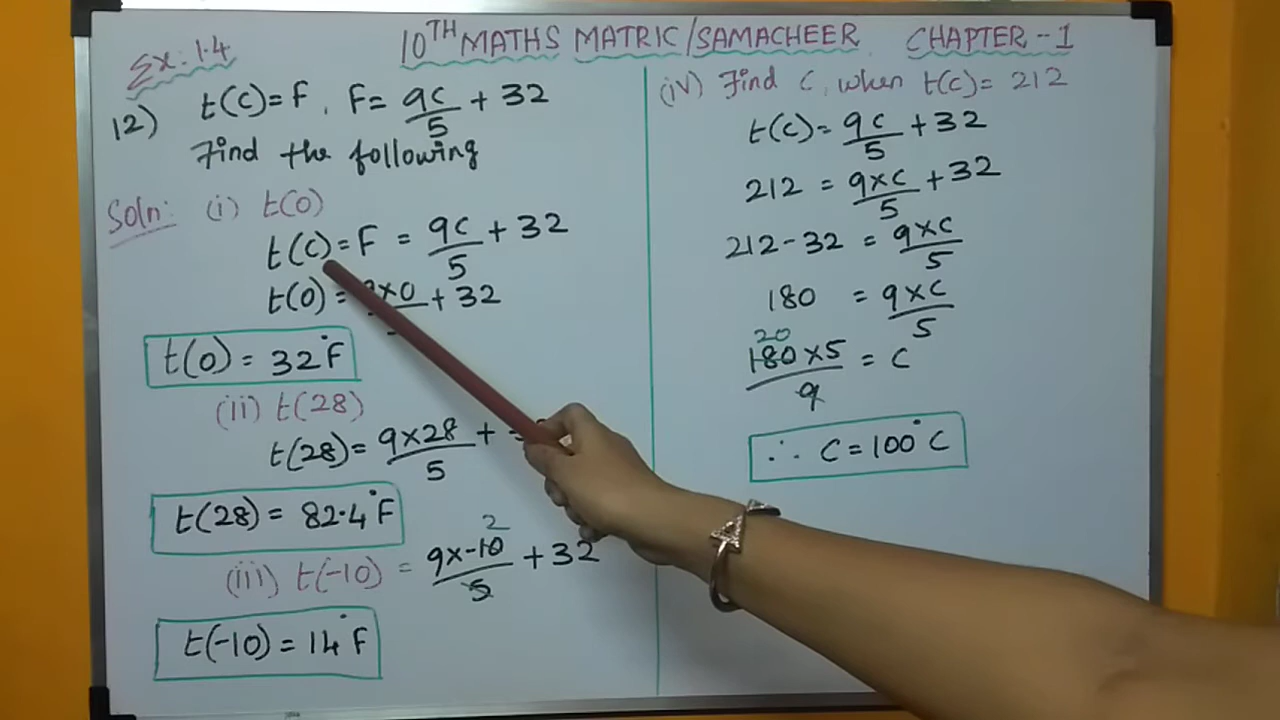 10TH MATHS MATRIC/SAMACHEER CHAPTER-1
Ex: 1.4
12) t(C)=F, F= 9C/5 + 32
Find the following
Soln: (i) t(0)
t(C)=F = 9C/5 + 32
t(0) = 9×0 + 32
t(0) = 32°F
(ii) t(28)
t(28) = 9×28/5 +
t(28) = 82.4°F
2
(iii) t(-10) = 9×-10/5 + 32
t(-10) = 14°F
(iv) Find C, when t(C)= 212
t(C) = 9C/5 + 32
212 = 9×C/5 + 32
212-32 = 9×C/5
180 = 9×C/5
20
180×5/9 = C
∴ C = 100°C